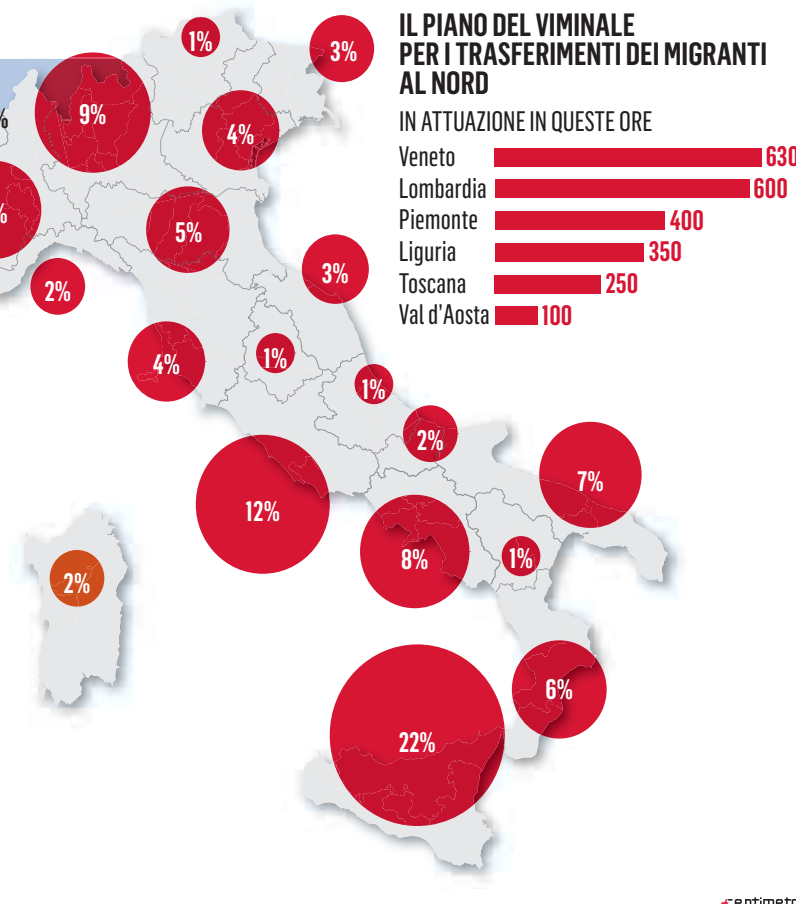 IL PIANO DEL VIMINALE
PER I TRASFERIMENTI DEI MIGRANTI
AL NORD
IN ATTUAZIONE IN QUESTE ORE
Veneto 630
Lombardia 600
Piemonte 400
Liguria 350
Toscana 250
Val d'Aosta 100
1%
3%
9%
%
4%
%
5%
3%
2%
4%
1%
1%
2%
7%
12%
8%
1%
2%
6%
22%